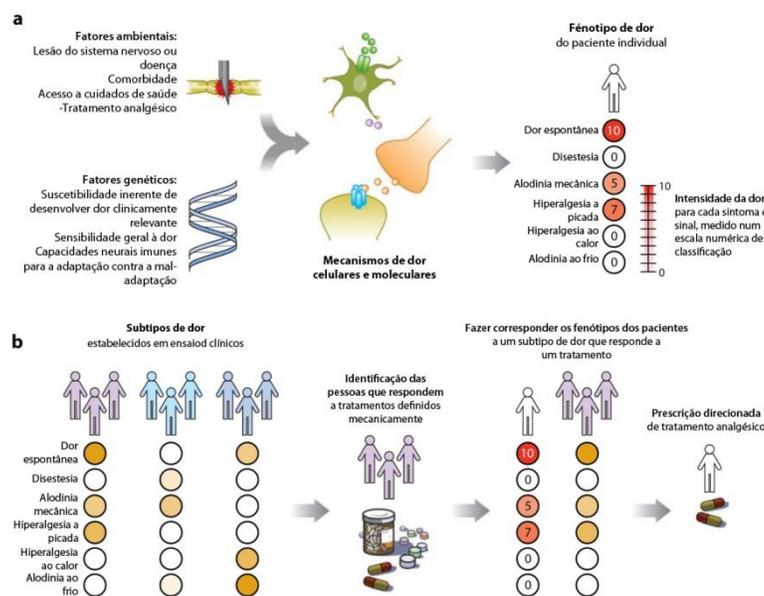 a
Fatores ambientais:
Lesão do sistema nervoso ou
doença
Comorbidade
Acesso a cuidados de saúde
-Tratamento analgésico
Fatores genéticos:
Suscetibilidade inerente de
desenvolver dor clinicamente
relevante
Sensibilidade geral à dor
Capacidades neurais imunes
para a adaptação contra a mal-
adaptação
Mecanismos de dor
celulares e moleculares
Fénotipo de dor
do paciente individual
Dor espontânea 10
Disestesia 0
Alodinia mecânica 5
Hiperalgesia a
picada 7
Hiperalgesia ao
calor 0
Alodinia ao frio 0
10
0
Intensidade da dor
para cada sintoma e
sinal, medido num
escala numérica de
classificação
b
Subtipos de dor
estabelecidos em ensaiod clínicos
Dor
espontânea
Disestesia
Alodinia
mecânica
Hiperalgesia a
picada
Hiperalgesia
ao calor
Alodinia ao
frio
Identificação das
pessoas que respondem
a tratamentos definidos
mecanicamente
Fazer corresponder os fenótipos dos pacientes
a um subtipo de dor que responde a
um tratamento
10
0
5
7
0
0
Prescrição direcionada
de tratamento analgésico